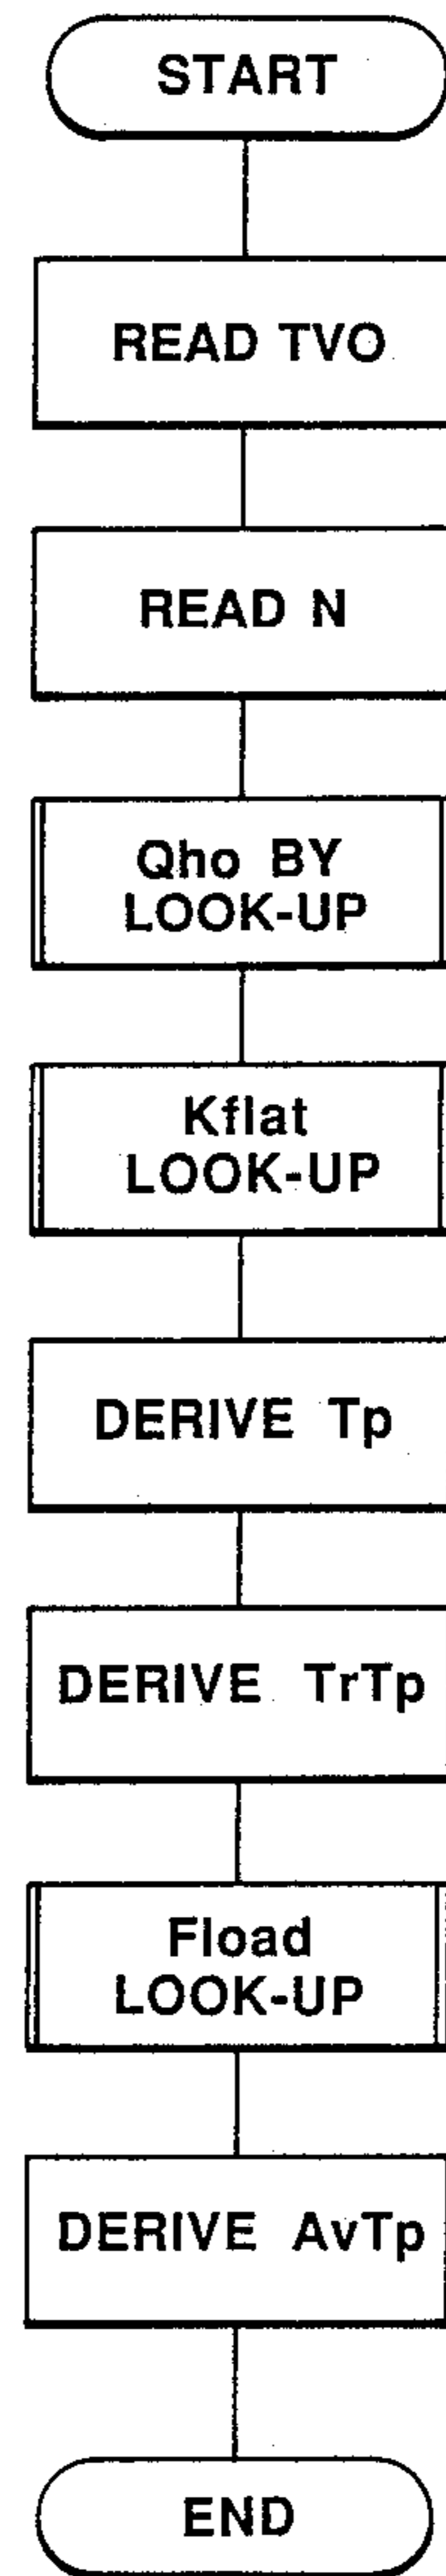 START
READ TVO
READ N
Qho BY
LOOK-UP
Kflat
LOOK-UP
DERIVE Tp
DERIVE TrTp
Fload
LOOK-UP
DERIVE AvTp
END